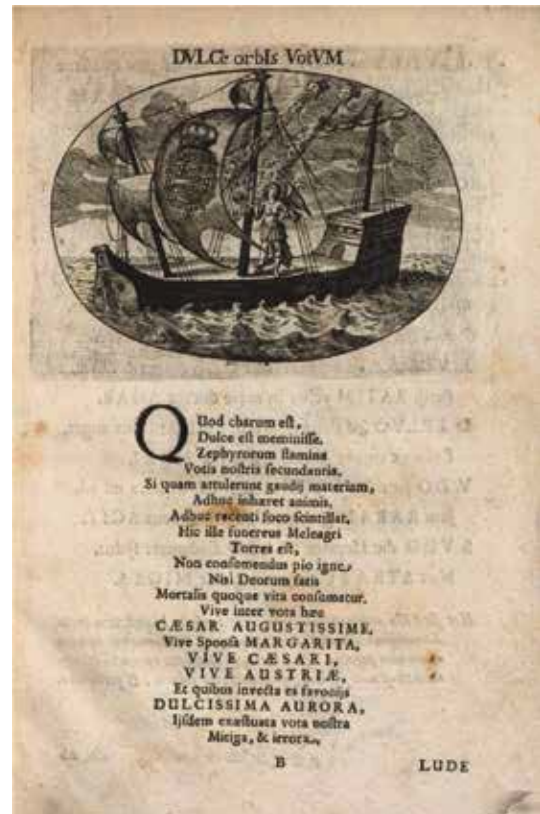 DVLCe orbIs VotVM
QUod charum eſt,
Dulce eſt meminiſſe.
Zephyrorum flamina
Votis noſtris ſecundantia,
Si quam attulerunt gaudij materiam,
Adhuc inhæret animis,
Adhuc recenti foco ſcintillat,
Hic ille funereus Meleagri
Torres eſt,
Non conſumendus pio igne,
Niſi Deorum fatis
Mortalis quoque vita conſumatur.
Vive inter vota hæc
CÆSAR AUGUSTISSIME,
Vive Sponſa MARGARITA,
VIVE CÆSARI,
VIVE AUSTRIÆ,
Et quibus invecta es favonijs
DULCISSIMA AURORA,
Ijſdem exæſtuata vota noſtra
Mitiga, &
B
LUDE